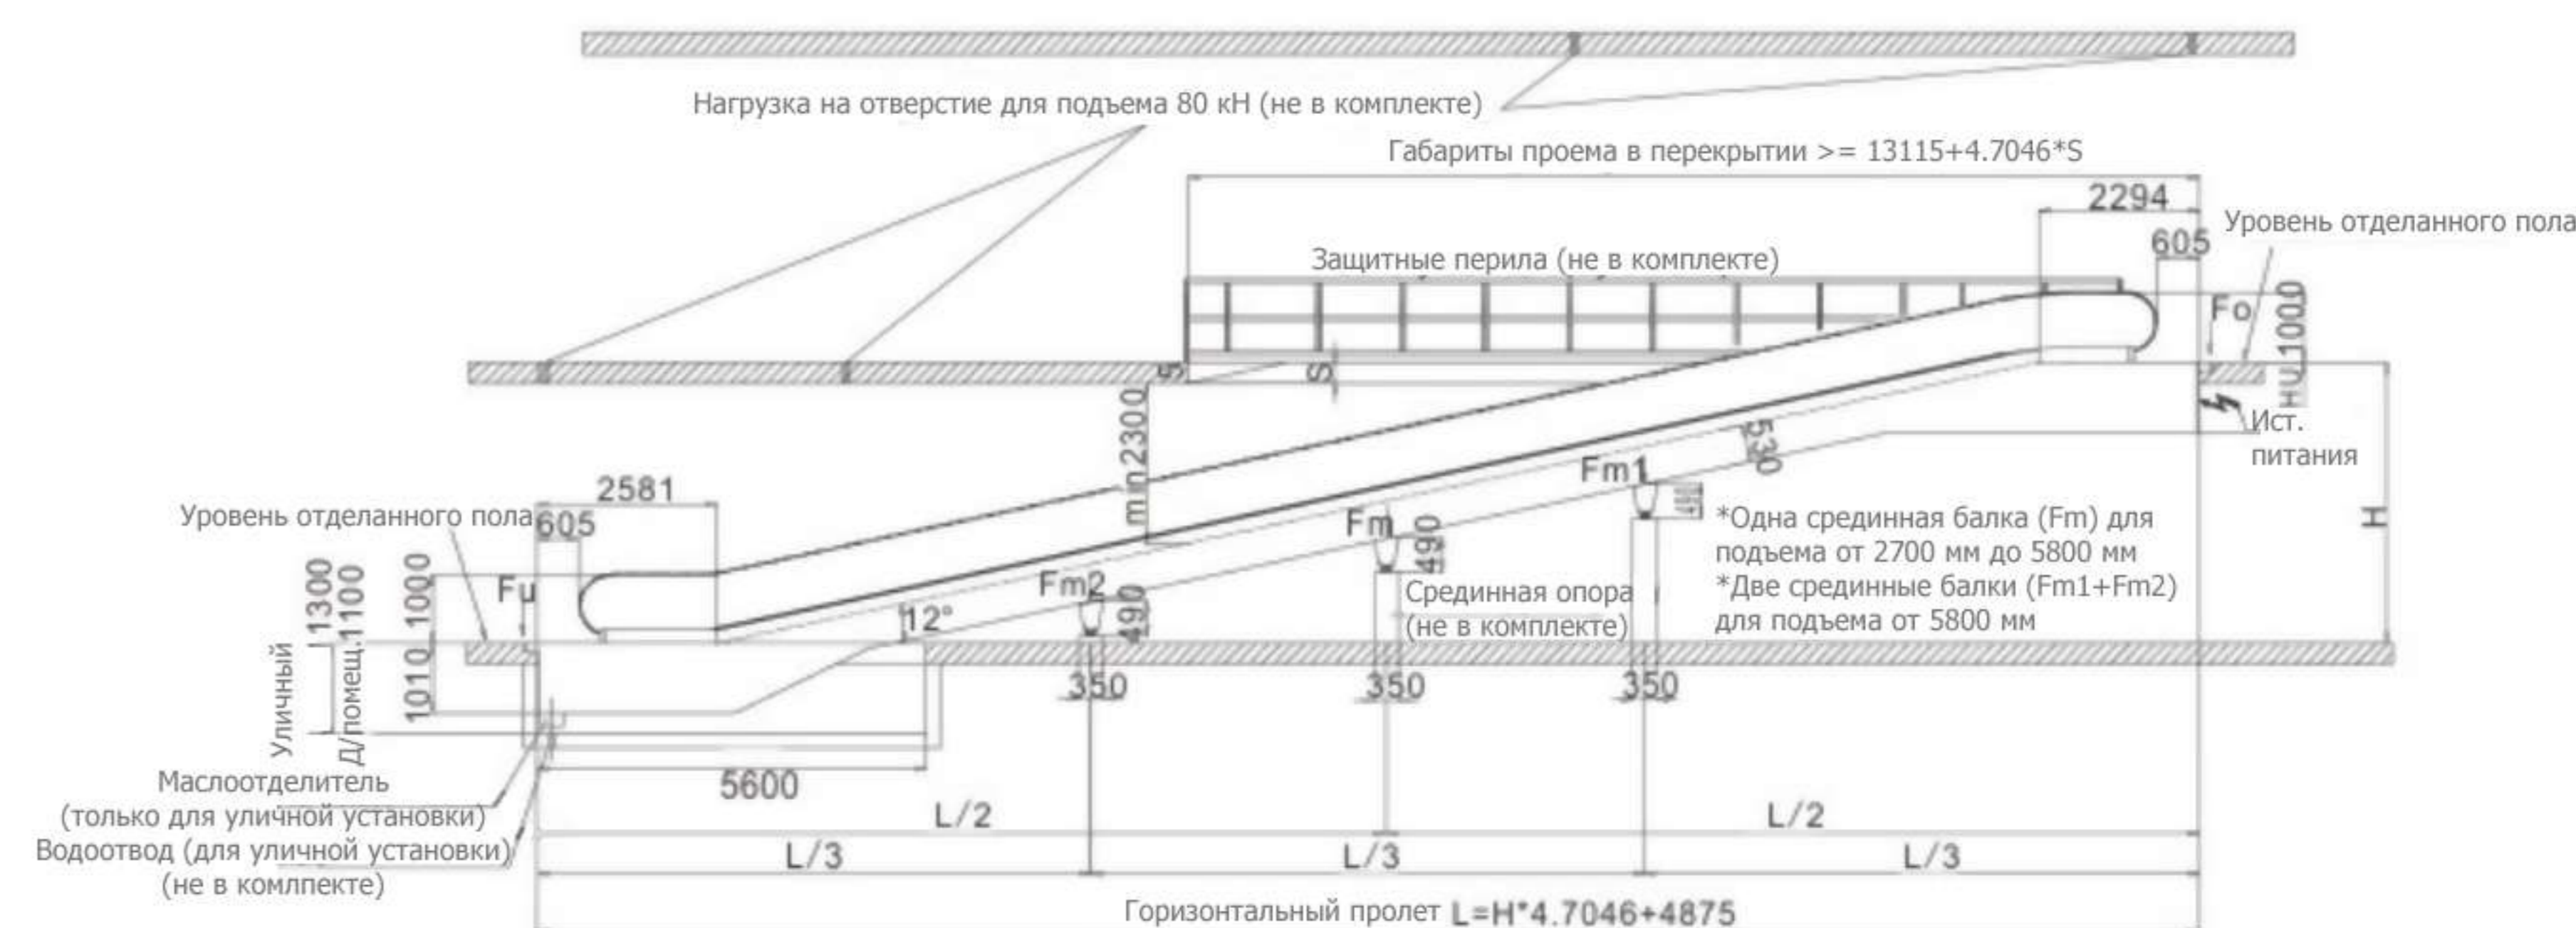 Нагрузка на отверстие для подъема 80 кН (не в комплекте)
Габариты проема в перекрытии >= 13115+4.7046*S
2294
Уровень отделанного пола
605
Защитные перила (не в комплекте)
Fo
1000
HU
5
S
min2300
H
Ист.
питания
530
Fm1
2581
Уровень отделанного пола
605
*Одна срединная балка (Fm) для
подъема от 2700 мм до 5800 мм
*Две срединные балки (Fm1+Fm2)
для подъема от 5800 мм
Fm
490
490
Срединная опора
(не в комплекте)
Fm2
490
12°
Fu
1300
1100
1000
1010
Уличный
Д/помещ.
350
350
350
5600
Маслоотделитель
(только для уличной установки)
Водоотвод (для уличной установки)
(не в комлпекте)
L/2
L/2
L/3
L/3
L/3
Горизонтальный пролет L=H*4.7046+4875